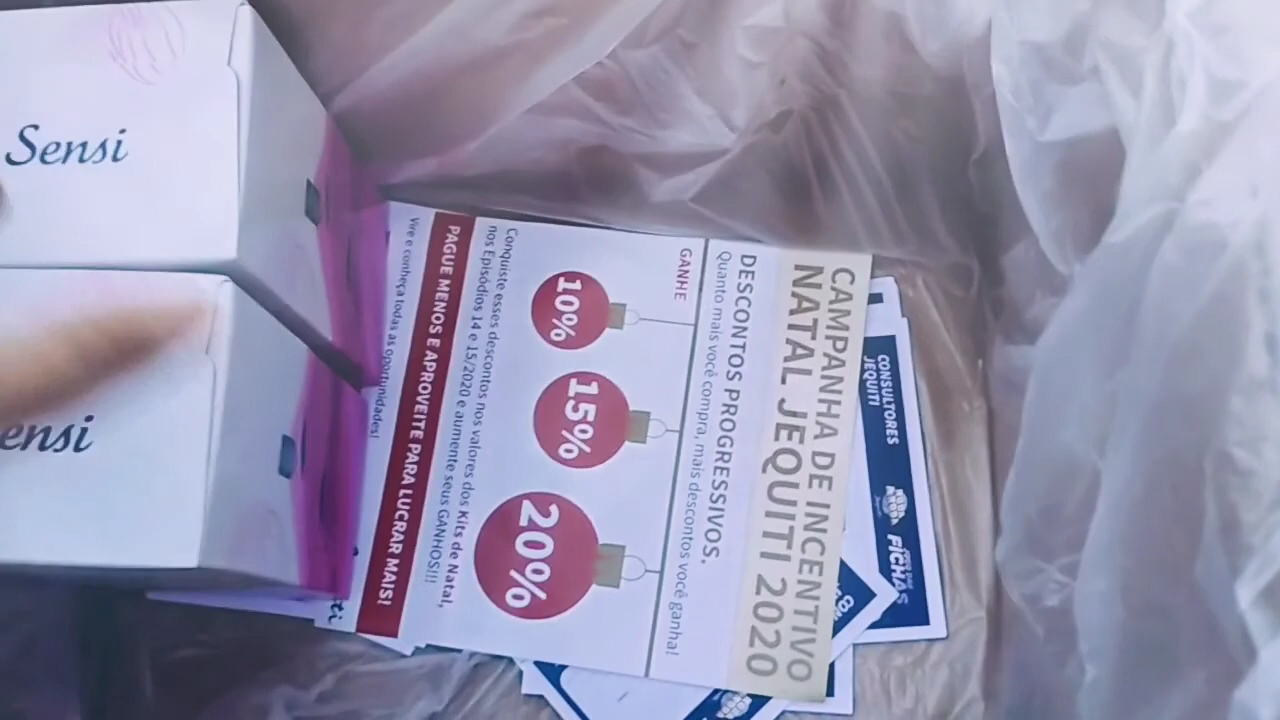 Sensi
ensi
CAMPANHA DE INCENTIVO
NATAL JEQUITI 2020
DESCONTOS PROGRESSIVOS.
Quanto mais você compra, mais descontos você ganha!
GANHE
10%
15%
20%
Conquiste esses descontos nos valores dos Kits de Natal,
nos Episódios 14 e 15/2020 e aumente seus GANHOS!!!
PAGUE MENOS E APROVEITE PARA LUCRAR MAIS!
Vire e conheça todas as oportunidades!
CONSULTORES
JEQUITI
FICHAS